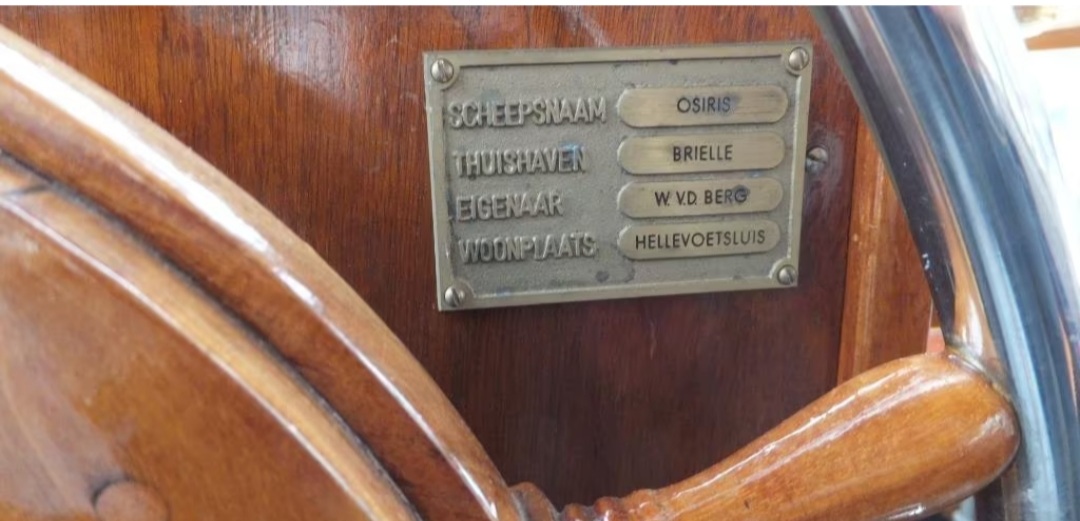 SCHEEPSNAAM OSIRIS
THUISHAVEN BRIELLE
EIGENAAR W. V.D. BERG
WOONPLAATS HELLEVOETSLUIS